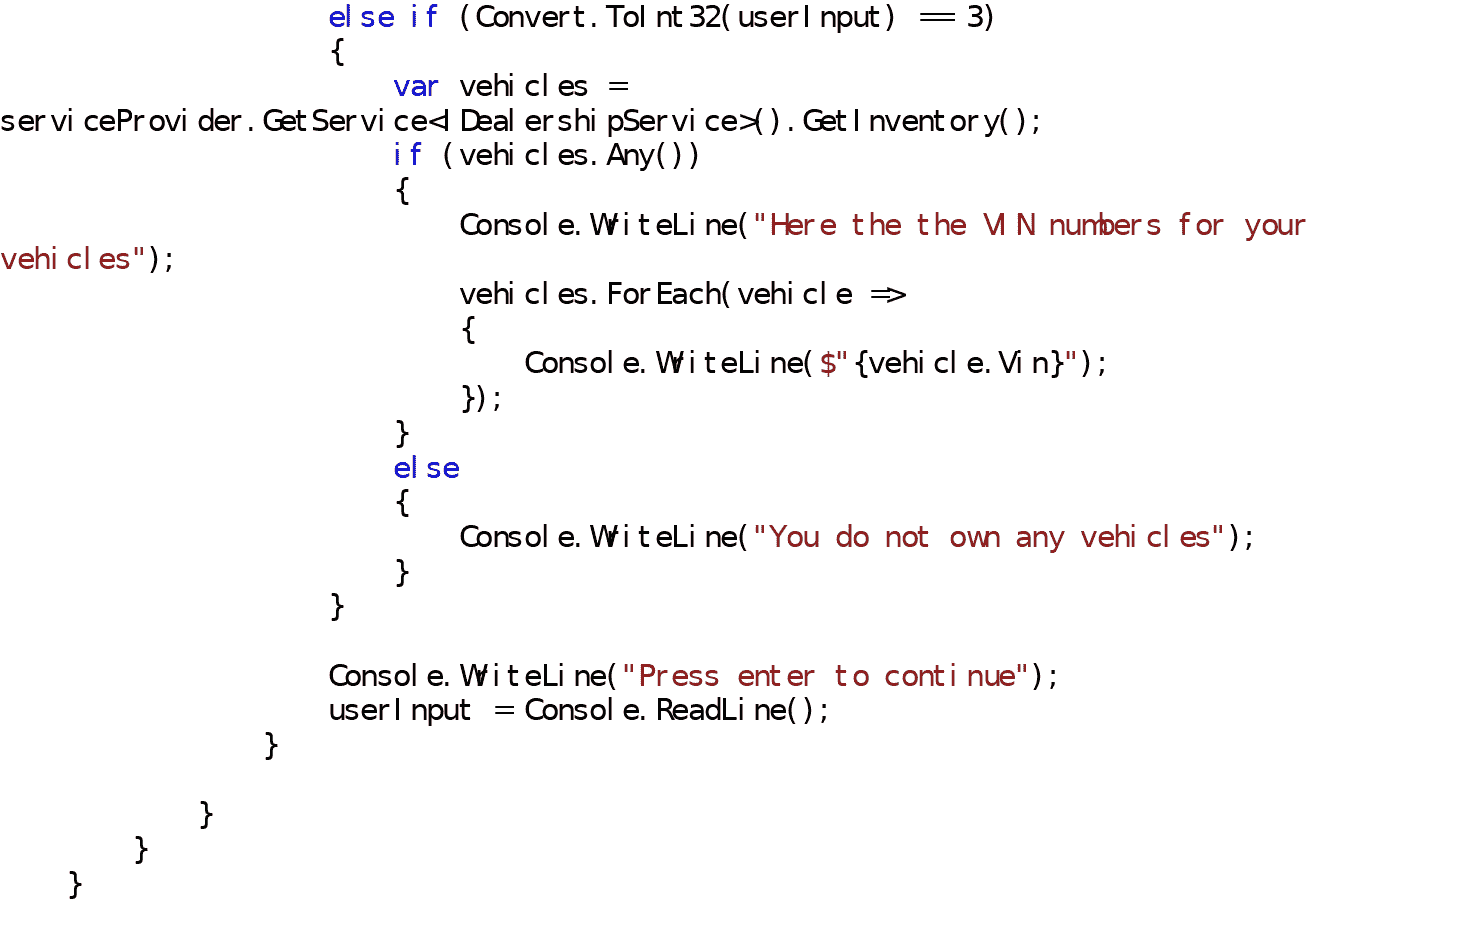 else if (Convert.ToInt32(userInput) == 3)
{
var vehicles =
serviceProvider.GetService<IDealershipService>().GetInventory();
if (vehicles.Any())
{
Console.WriteLine("Here the the VIN numbers for your
vehicles");
vehicles.ForEach(vehicle =>
{
Console.WriteLine($"{vehicle.Vin}");
});
}
else
{
Console.WriteLine("You do not own any vehicles");
}
}
Console.WriteLine("Press enter to continue");
userInput = Console.ReadLine();
}
}
}
}